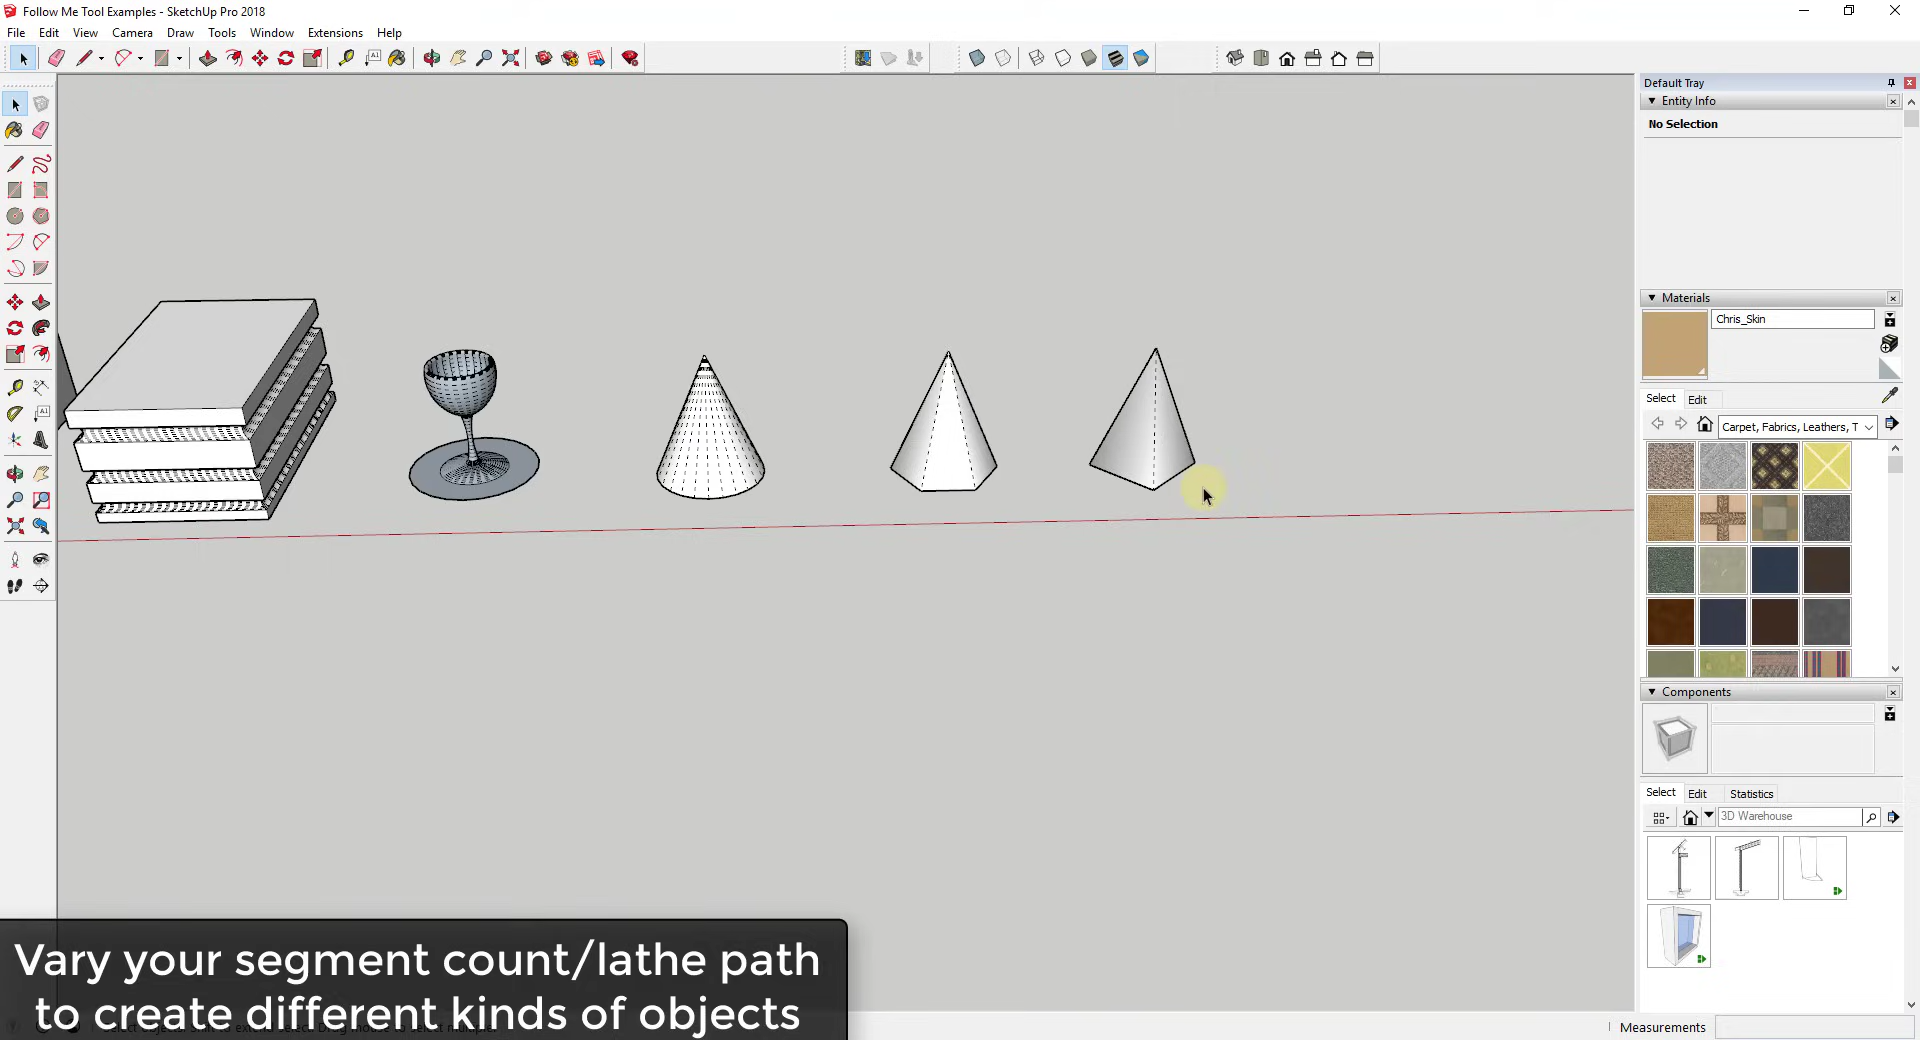 Follow Me Tool Examples - SketchUp Pro 2018
File Edit View Camera Draw Tools Window Extensions Help
Default Tray
Entity Info
No Selection
Materials
Chris_Skin
Select Edit
Carpet, Fabrics, Leathers, T
Components
Select Edit Statistics
3D Warehouse
Vary your segment count/lathe path
to create different kinds of objects
Measurements